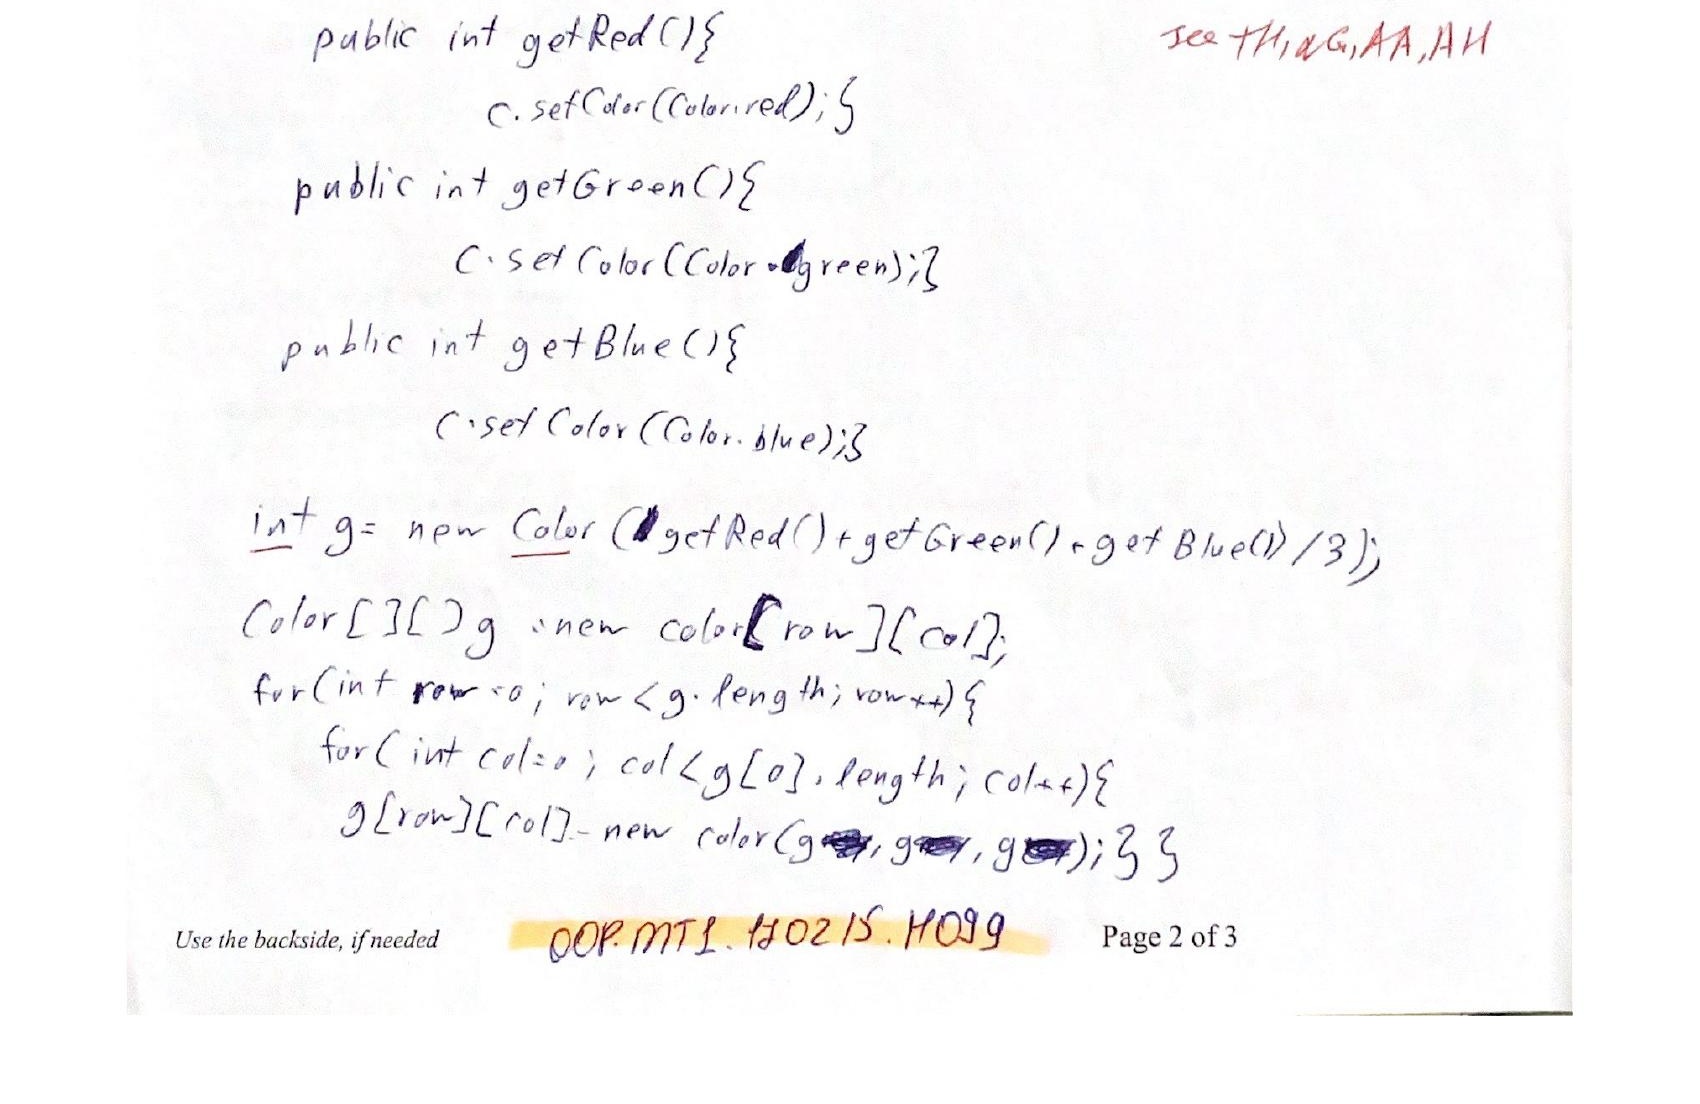 public int getRed(){
see TH, αG, AA, AH
c.setColor(Color.red);}
public int getGreen(){
c.setColor(Color.green);}
public int getBlue(){
c.setColor(Color.blue);}
int g= new Color (getRed()+getGreen()+getBlue())/3);
Color[][]g =new color[row][col];
for(int row=0; row<g.length; row++){
for(int col=0; col<g[0].length; col++){
g[row][col]=new color(g, g, g);}}
Use the backside, if needed
OOP.MT1.170215.H099
Page 2 of 3